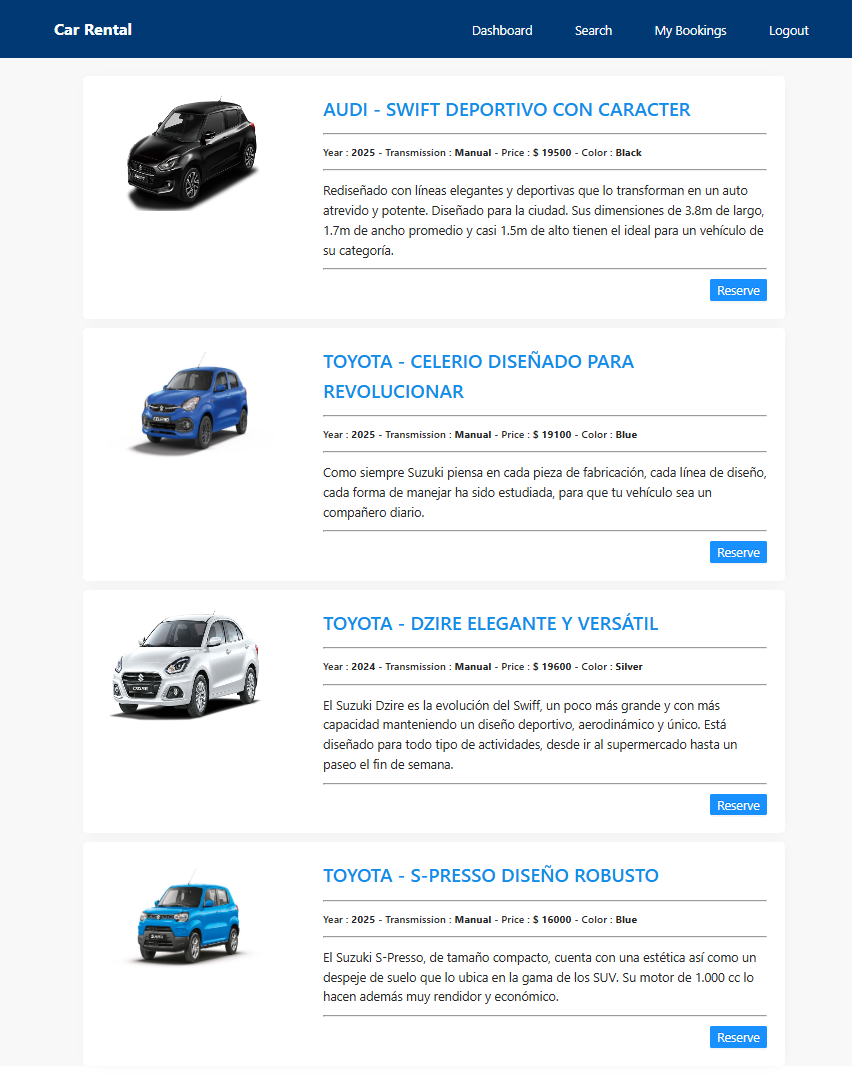 Car Rental
Dashboard
Search
My Bookings
Logout
AUDI - SWIFT DEPORTIVO CON CARACTER
Year : 2025 - Transmission : Manual - Price : $ 19500 - Color : Black
Rediseñado con líneas elegantes y deportivas que lo transforman en un auto
atrevido y potente. Diseñado para la ciudad. Sus dimensiones de 3.8m de largo,
1.7m de ancho promedio y casi 1.5m de alto tienen el ideal para un vehículo de
su categoría.
Reserve
TOYOTA - CELERIO DISEÑADO PARA
REVOLUCIONAR
Year : 2025 - Transmission : Manual - Price : $ 19100 - Color : Blue
Como siempre Suzuki piensa en cada pieza de fabricación, cada línea de diseño,
cada forma de manejar ha sido estudiada, para que tu vehículo sea un
compañero diario.
Reserve
TOYOTA - DZIRE ELEGANTE Y VERSÁTIL
Year : 2024 - Transmission : Manual - Price : $ 19600 - Color : Silver
El Suzuki Dzire es la evolución del Swiff, un poco más grande y con más
capacidad manteniendo un diseño deportivo, aerodinámico y único. Está
diseñado para todo tipo de actividades, desde ir al supermercado hasta un
paseo el fin de semana.
Reserve
TOYOTA - S-PRESSO DISEÑO ROBUSTO
Year : 2025 - Transmission : Manual - Price : $ 16000 - Color : Blue
El Suzuki S-Presso, de tamaño compacto, cuenta con una estética así como un
despeje de suelo que lo ubica en la gama de los SUV. Su motor de 1.000 cc lo
hacen además muy rendidor y económico.
Reserve